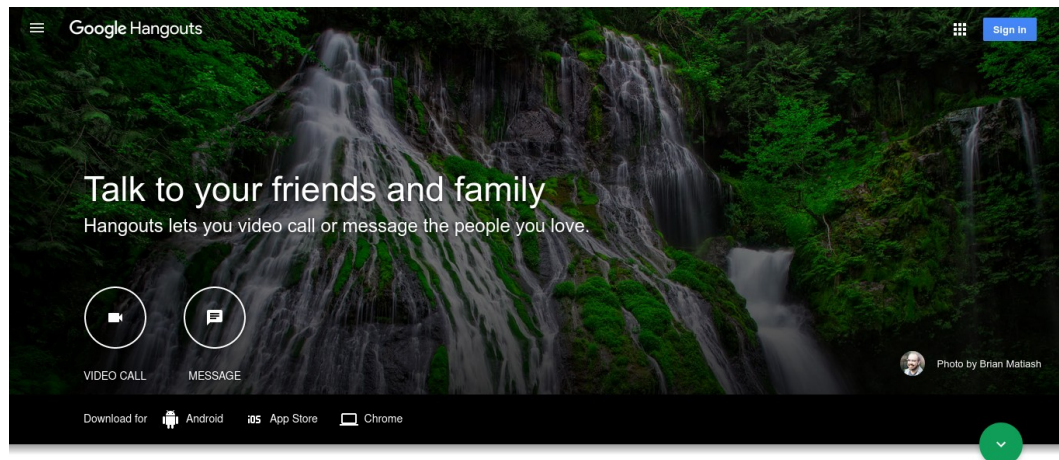 Google Hangouts
Sign In
Talk to your friends and family
Hangouts lets you video call or message the people you love.
VIDEO CALL MESSAGE
Photo by Brian Matiash
Download for Android iOS App Store Chrome